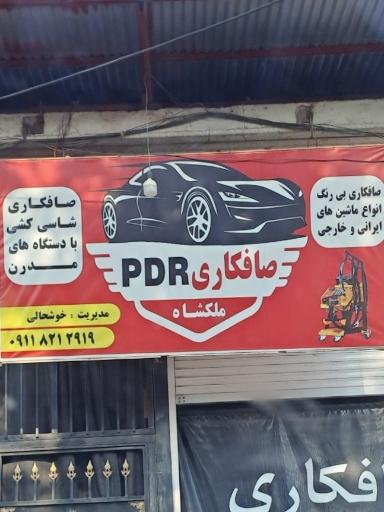 صافکاری بی رنگ
انواع ماشین های
ایرانی و خارجی
صافکاری
شاسی کشی
با دستگاه های
مدرن
صافکاری PDR
ملکشاه
مدیریت : خوشحالی
۰۹۱۱ ۸۲۱ ۲۹۱۹
صافکاری